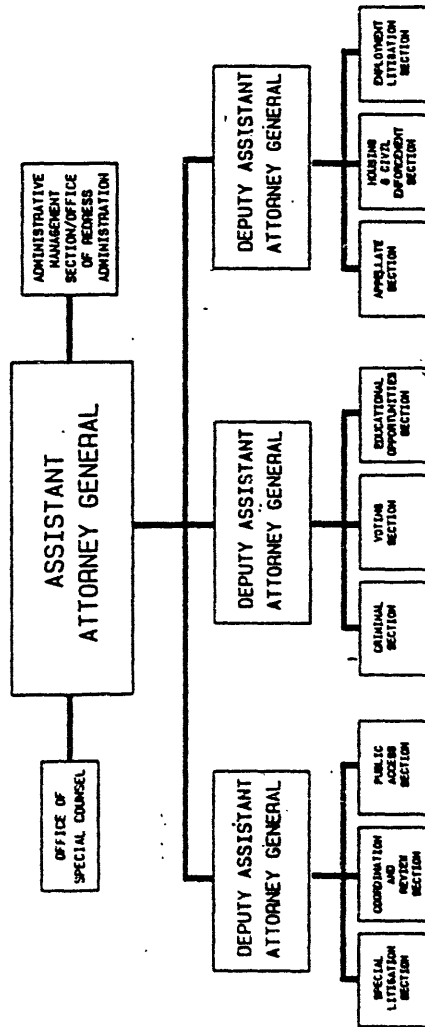 ASSISTANT
ATTORNEY GENERAL
OFFICE OF
SPECIAL COUNSEL
ADMINISTRATIVE
MANAGEMENT
SECTION/OFFICE
OF REDRESS
ADMINISTRATION
DEPUTY ASSISTANT
ATTORNEY GENERAL
DEPUTY ASSISTANT
ATTORNEY GENERAL
DEPUTY ASSISTANT
ATTORNEY GENERAL
SPECIAL
LITIGATION
SECTION
COORDINATION
AND
REVIEW
SECTION
PUBLIC
ACCESS
SECTION
CRIMINAL
SECTION
VOTING
SECTION
EDUCATIONAL
OPPORTUNITIES
SECTION
APPELLATE
SECTION
HOUSING
& CIVIL
ENFORCEMENT
SECTION
EMPLOYMENT
LITIGATION
SECTION